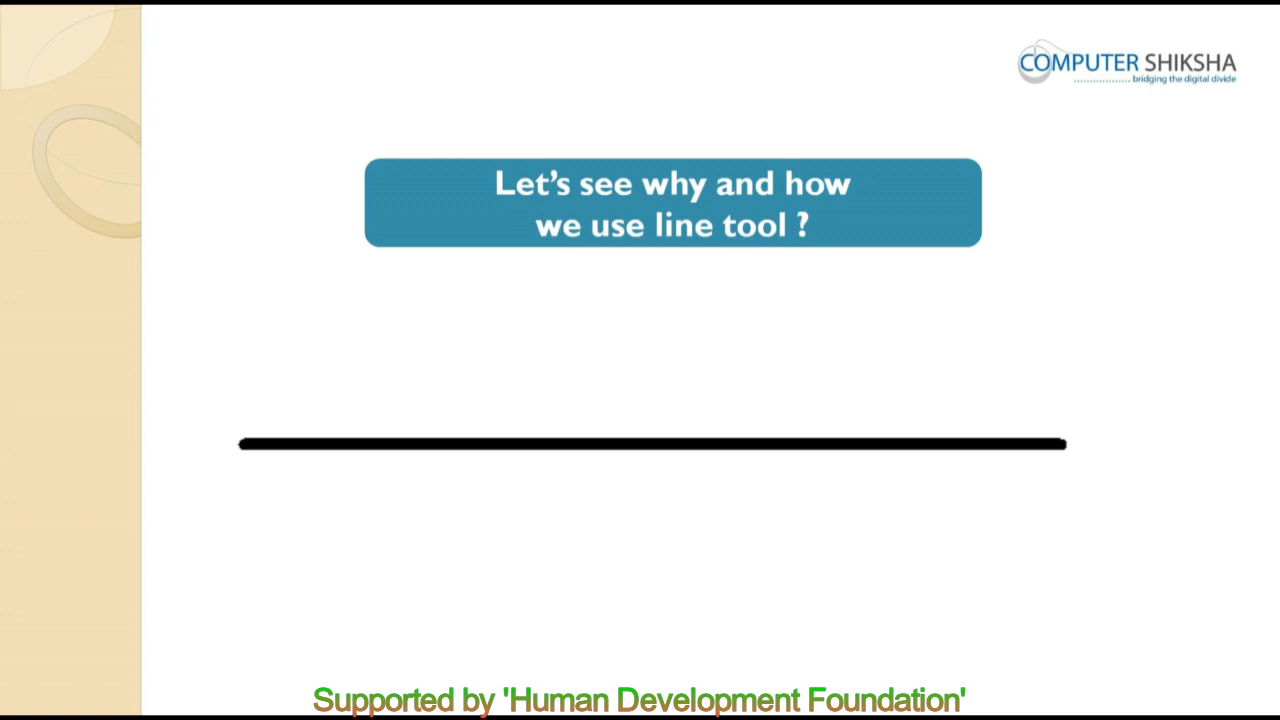 COMPUTER SHIKSHA
bridging the digital divide
Let's see why and how
we use line tool ?
Supported by 'Human Development Foundation'